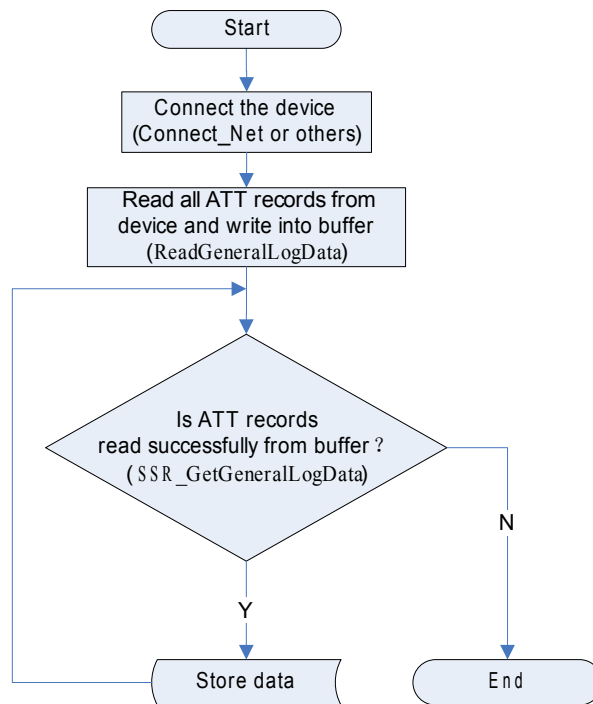 Start
Connect the device
(Connect_Net or others)
Read all ATT records from
device and write into buffer
(ReadGeneralLogData)
Is ATT records
read successfully from buffer？
( SSR_GetGeneralLogData)
N
Y
Store data
End